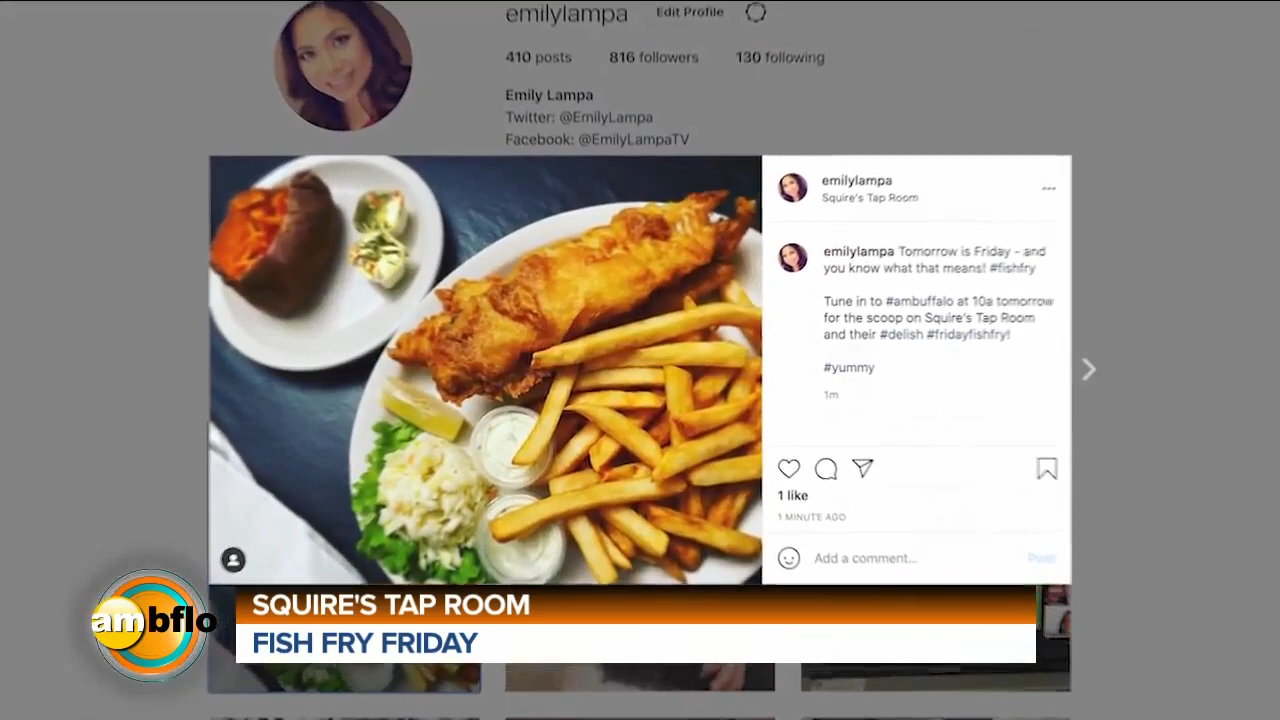 emilylampa Edit Profile
410 posts 816 followers 130 following
Emily Lampa
Twitter: @EmilyLampa
Facebook: @EmilyLampaTV
emilylampa
Squire's Tap Room
emilylampa Tomorrow is Friday - and
you know what that means! #fishfry
Tune in to #ambuffalo at 10a tomorrow
for the scoop on Squire's Tap Room
and their #delish #fridayfishfry!
#yummy
1m
1 like
1 MINUTE AGO
Add a comment... Post
am bflo
SQUIRE'S TAP ROOM
FISH FRY FRIDAY